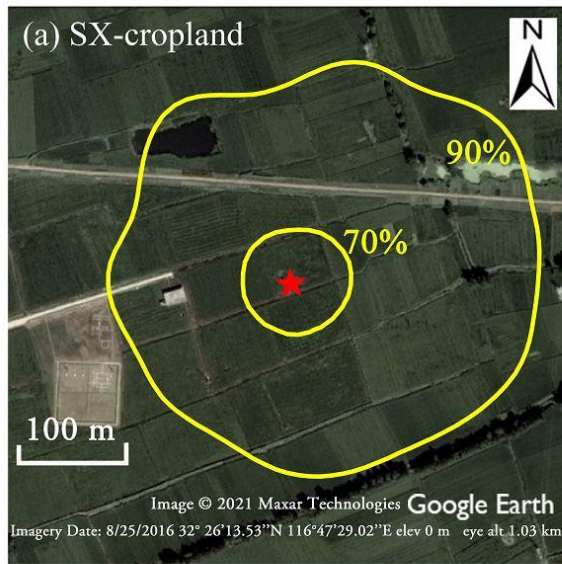 (a) SX-cropland
N
90%
70%
100 m
Image © 2021 Maxar Technologies Google Earth
Imagery Date: 8/25/2016 32° 26'13.53''N 116°47'29.02''E elev 0 m eye alt 1.03 km